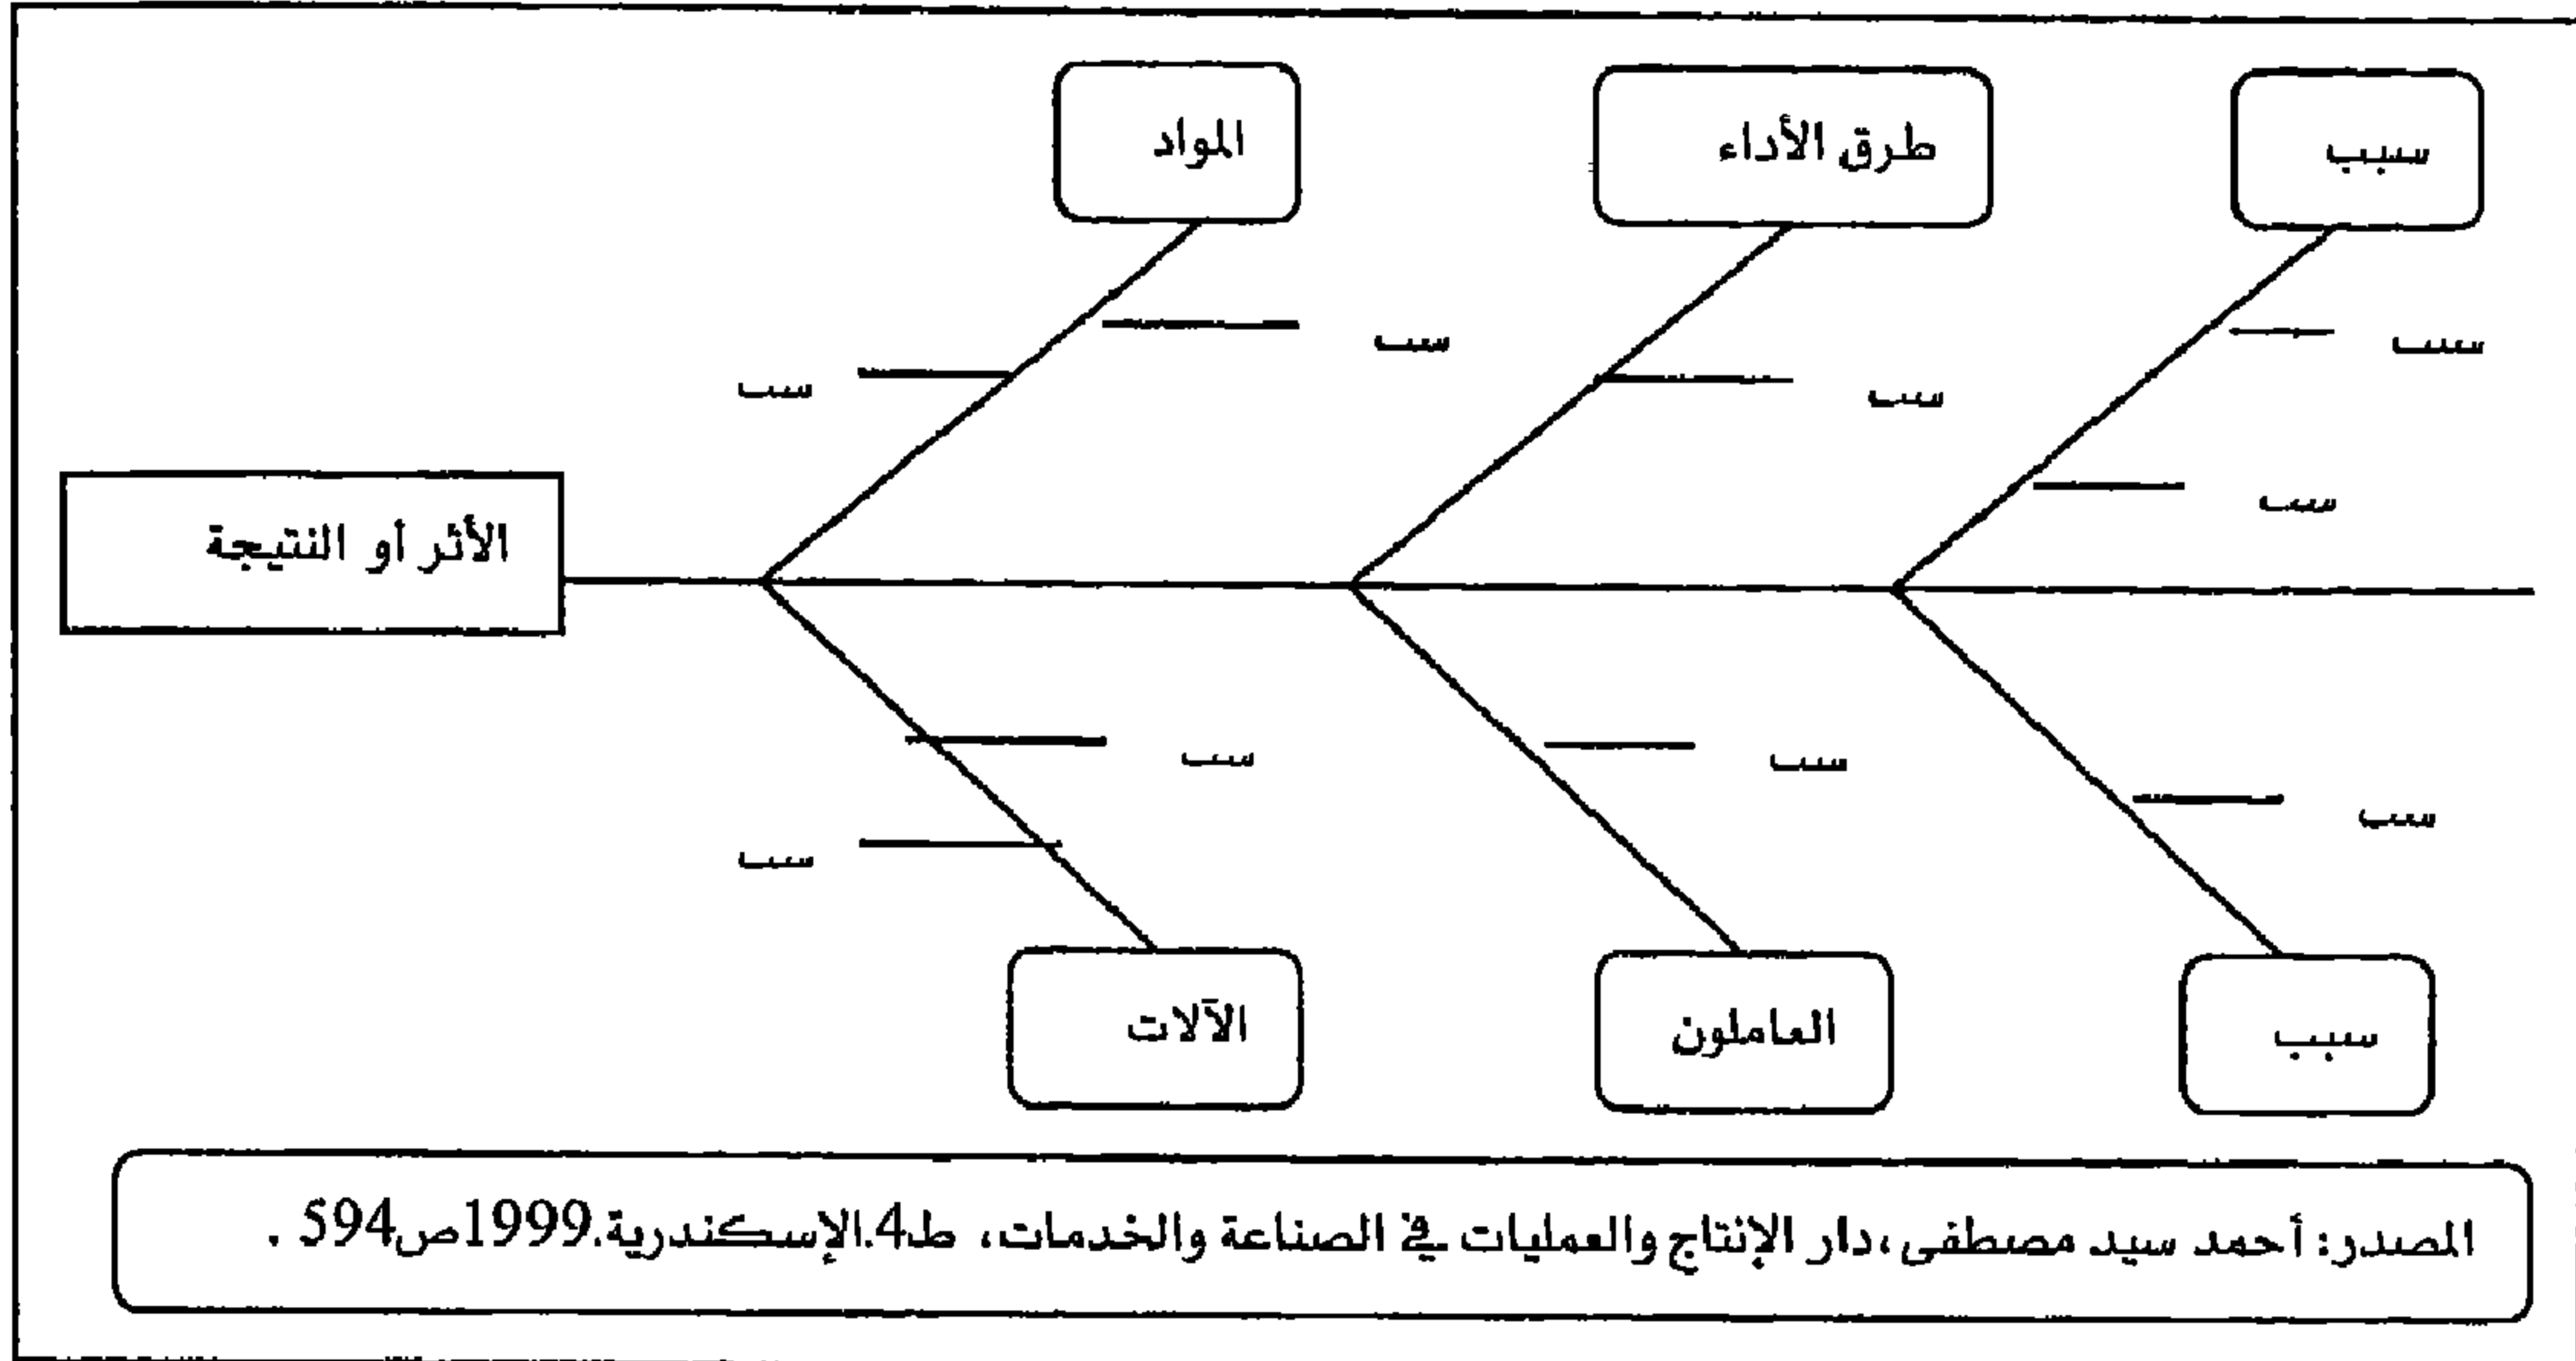 سبب
طرق الأداء
المواد
سبب
سبب
سبب
سبب
سبب
الأثر أو النتيجة
سبب
سبب
سبب
سبب
سبب
العاملون
الآلات
المصدر: أحمد سيد مصطفى،دار الإنتاج والعمليات في الصناعة والخدمات، ط4.الإسكندرية.1999ص594 .